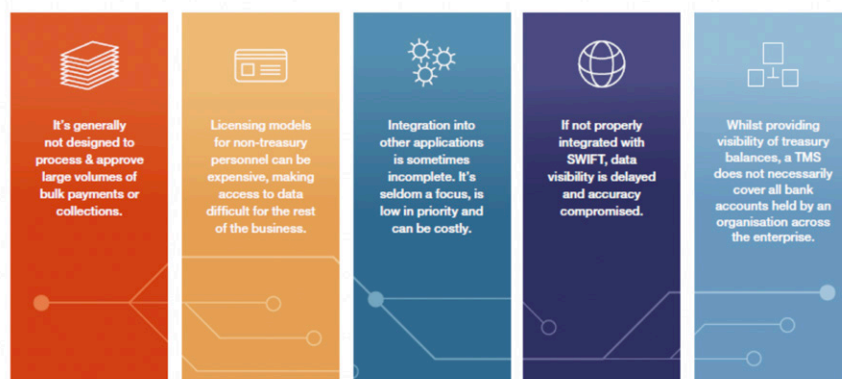 It's generally
not designed to
process & approve
large volumes of
bulk payments or
collections.
Licensing models
for non-treasury
personnel can be
expensive, making
access to data
difficult for the rest
of the business.
Integration into
other applications
is sometimes
incomplete. It's
seldom a focus, is
low in priority and
can be costly.
If not properly
integrated with
SWIFT, data
visibility is delayed
and accuracy
compromised.
Whilst providing
visibility of treasury
balances, a TMS
does not necessarily
cover all bank
accounts held by an
organisation across
the enterprise.